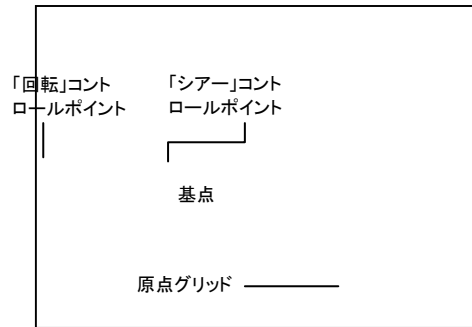 「回転」コント
ロールポイント
「シアー」コント
ロールポイント
基点
原点グリッド